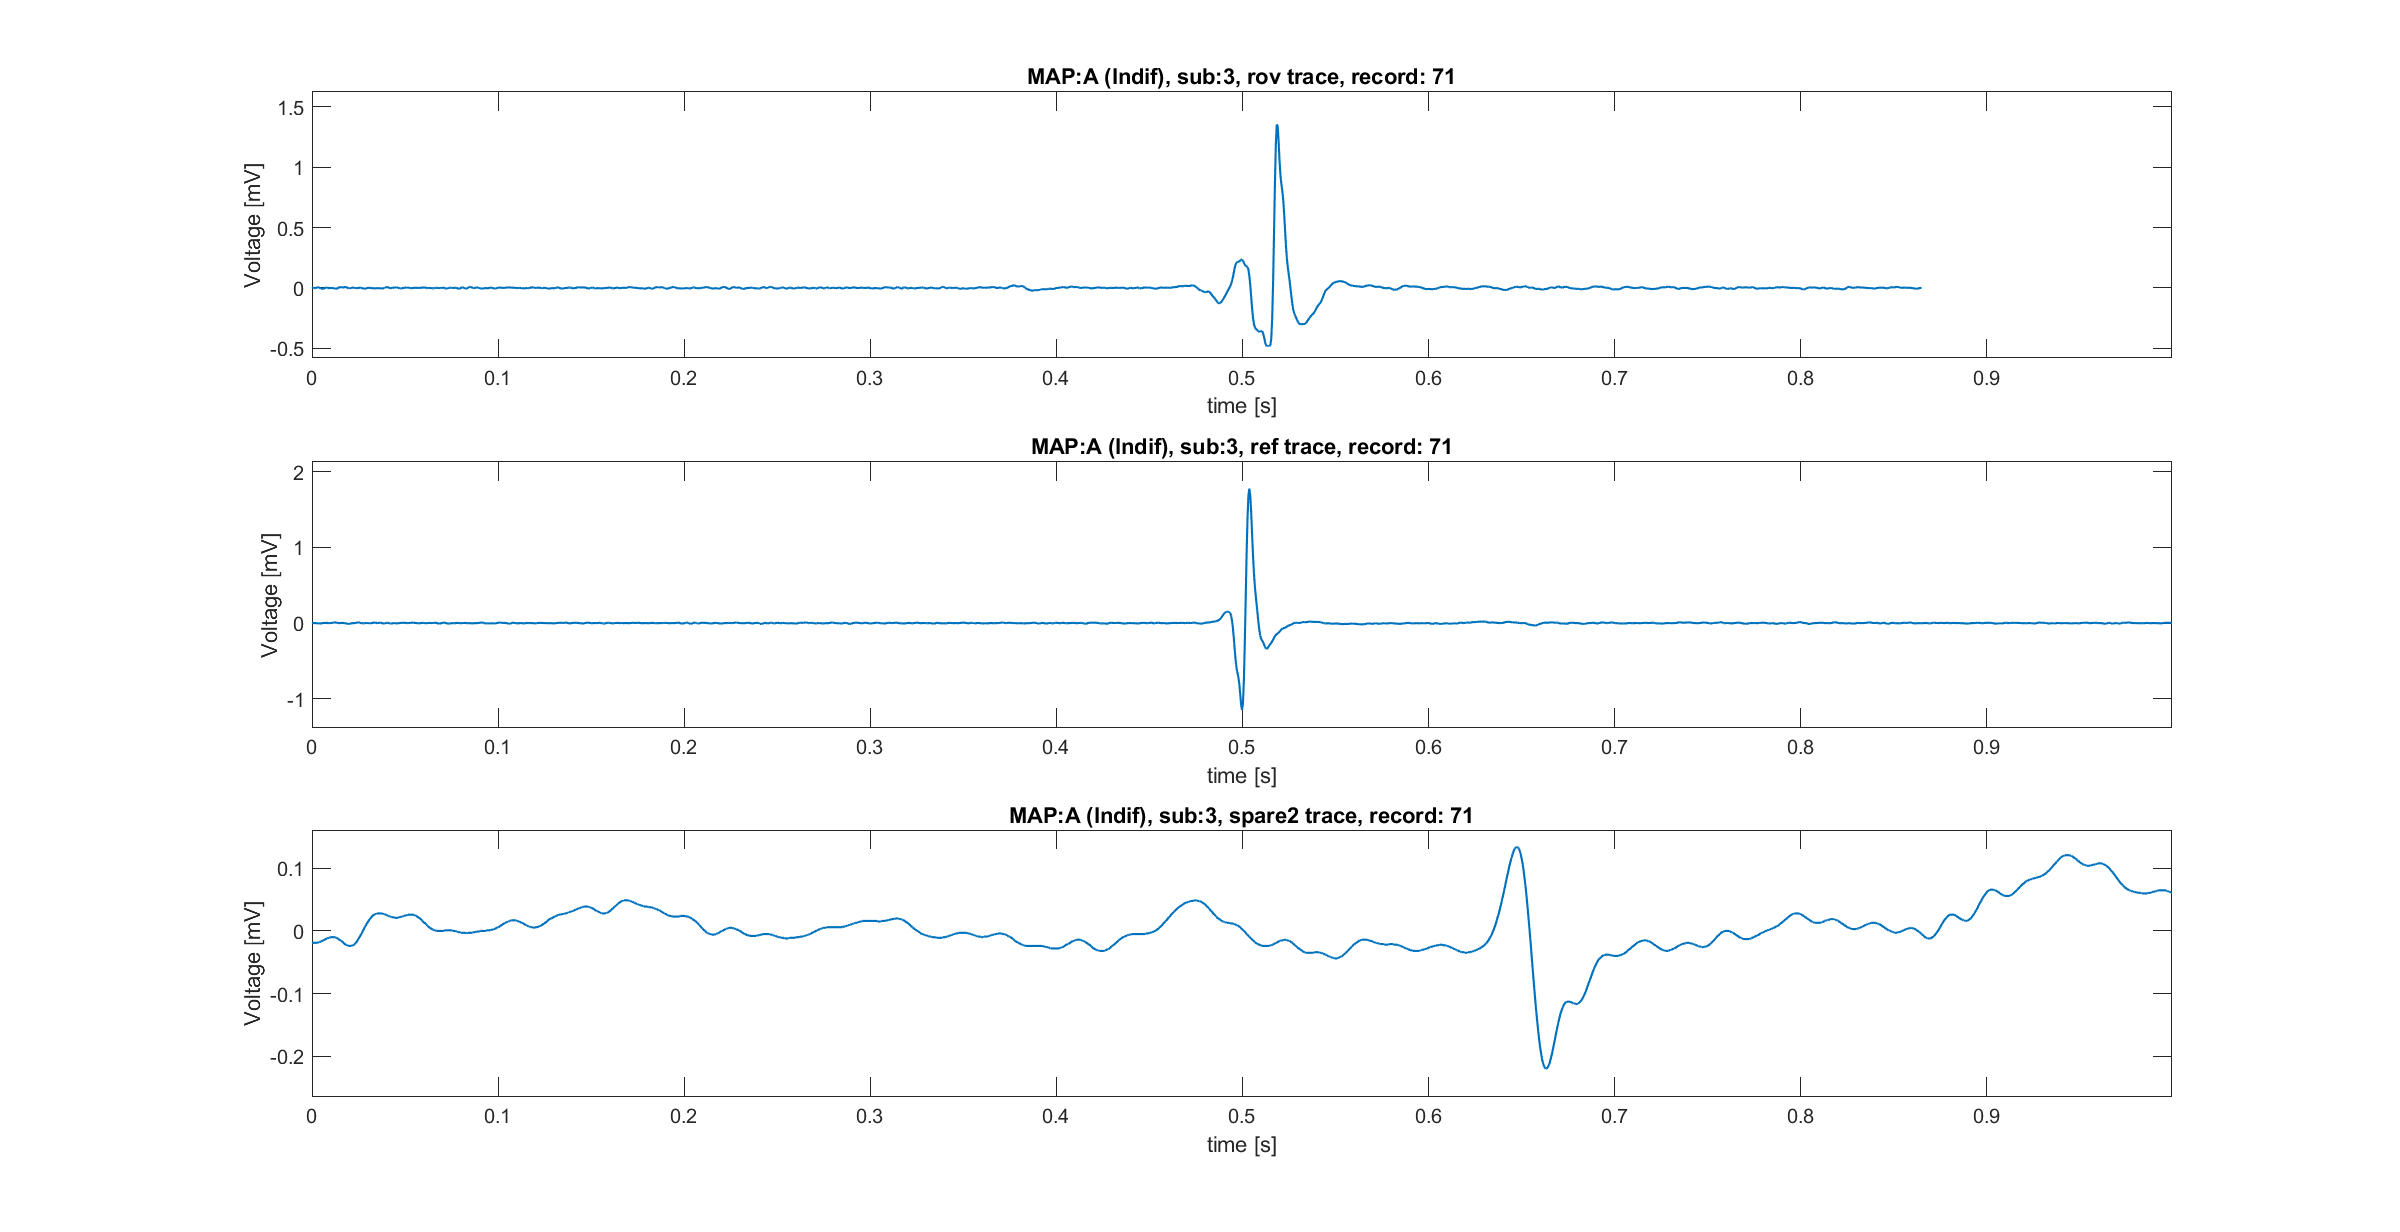 MAP:A (Indif), sub:3, rov trace, record: 71
1.5
1
0.5
0
-0.5
Voltage [mV]
0 0.1 0.2 0.3 0.4 0.5 0.6 0.7 0.8 0.9
time [s]
MAP:A (Indif), sub:3, ref trace, record: 71
2
1
0
-1
Voltage [mV]
0 0.1 0.2 0.3 0.4 0.5 0.6 0.7 0.8 0.9
time [s]
MAP:A (Indif), sub:3, spare2 trace, record: 71
0.1
0
-0.1
-0.2
Voltage [mV]
0 0.1 0.2 0.3 0.4 0.5 0.6 0.7 0.8 0.9
time [s]